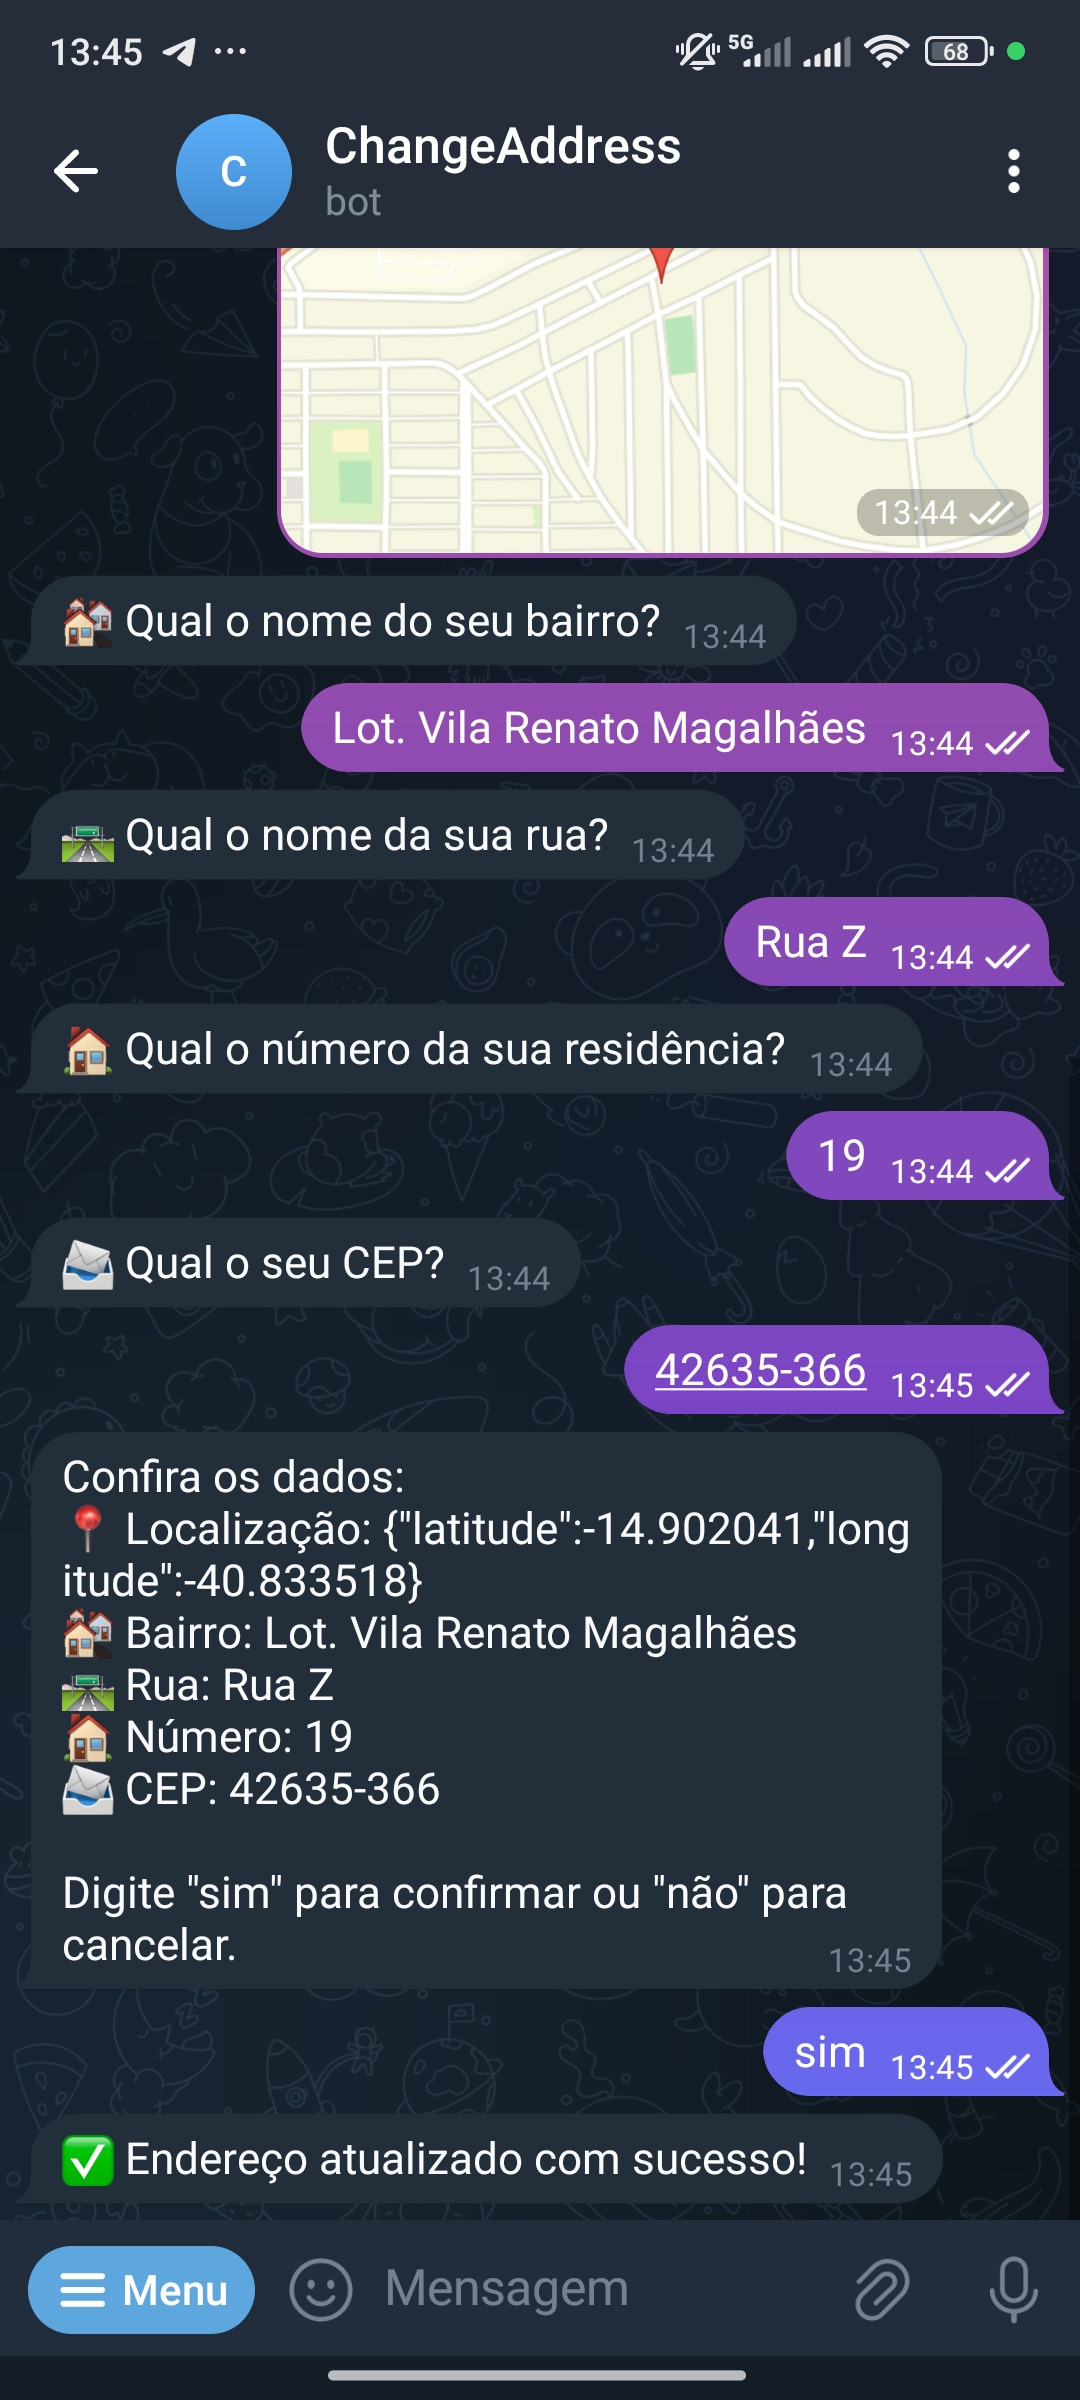 13:45
5G
68
C
ChangeAddress
bot
13:44
Qual o nome do seu bairro? 13:44
Lot. Vila Renato Magalhães 13:44
Qual o nome da sua rua? 13:44
Rua Z 13:44
Qual o número da sua residência? 13:44
19 13:44
Qual o seu CEP? 13:44
42635-366 13:45
Confira os dados:
📍 Localização: {"latitude":-14.902041,"long
itude":-40.833518}
🏘️ Bairro: Lot. Vila Renato Magalhães
🛣️ Rua: Rua Z
🏠 Número: 19
📨 CEP: 42635-366
Digite "sim" para confirmar ou "não" para
cancelar. 13:45
sim 13:45
✅ Endereço atualizado com sucesso! 13:45
Menu
Mensagem